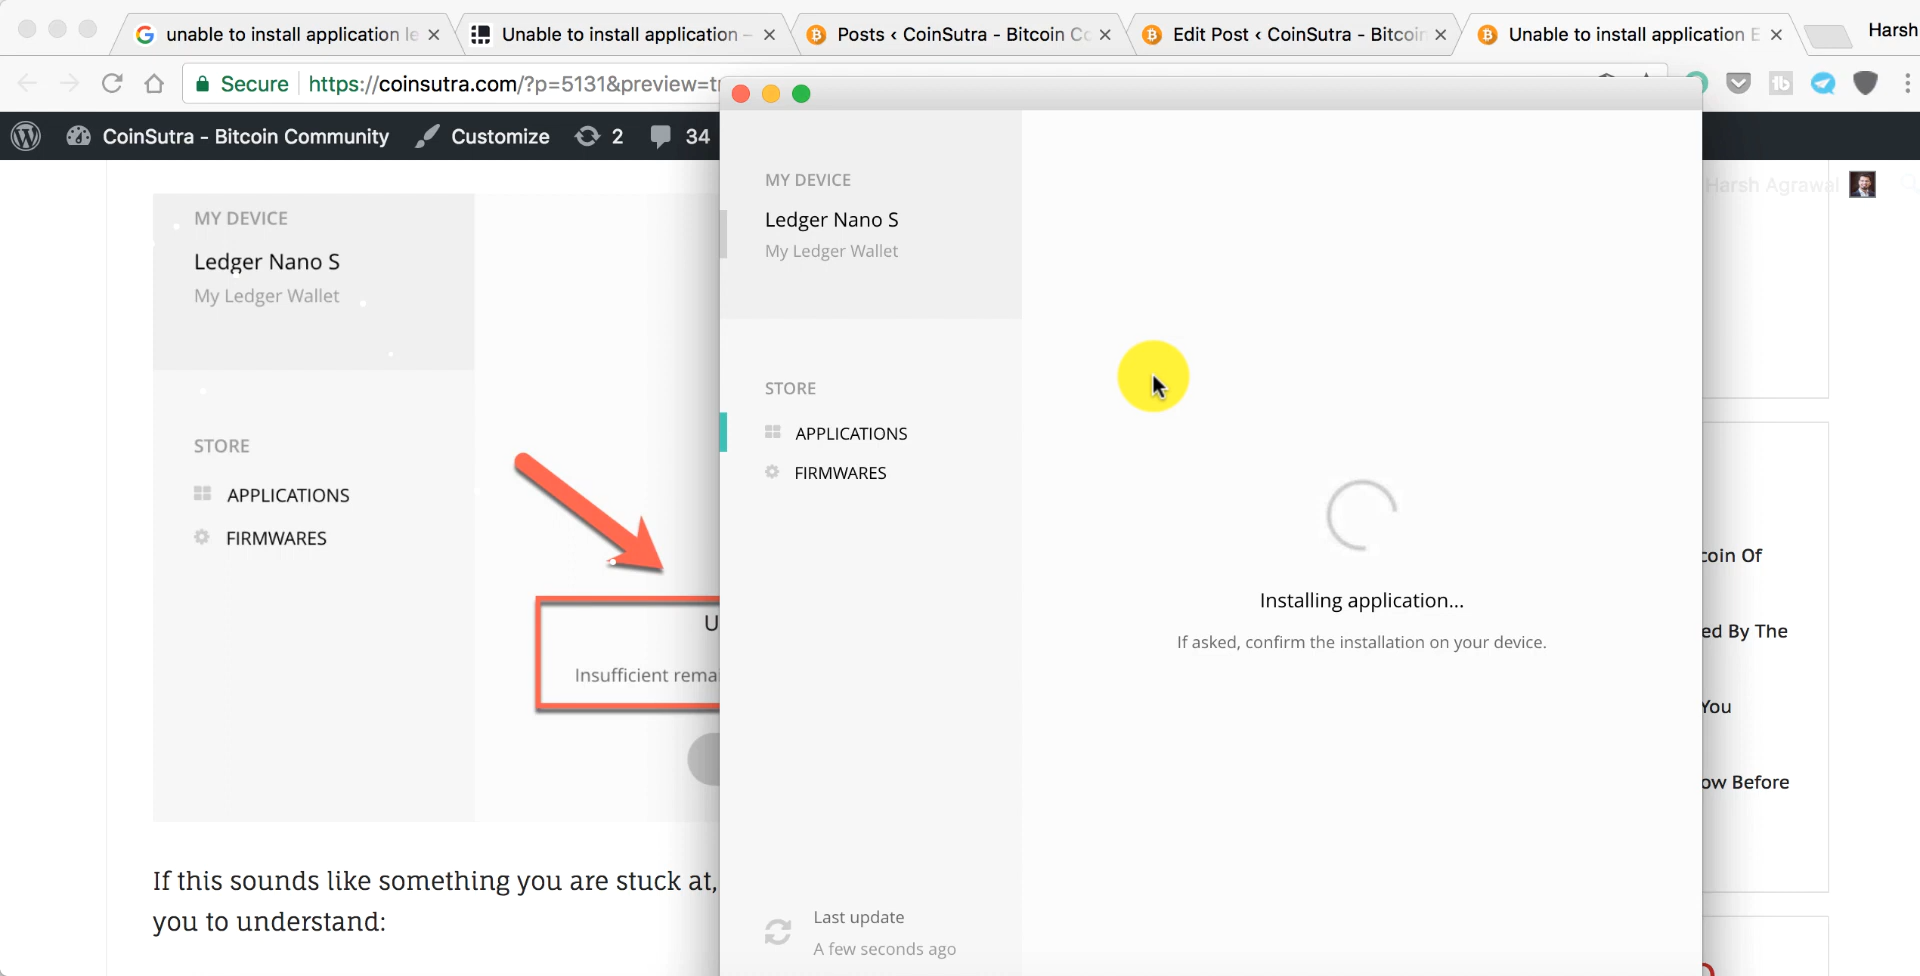 unable to install application le
Unable to install application –
Posts ‹ CoinSutra - Bitcoin Co
Edit Post ‹ CoinSutra - Bitcoin
Unable to install application E
Harsh
Secure
https://coinsutra.com/?p=5131&preview=tr
CoinSutra – Bitcoin Community
Customize
2
34
Harsh Agrawal
MY DEVICE
Ledger Nano S
My Ledger Wallet
STORE
APPLICATIONS
FIRMWARES
U
Insufficient rema
If this sounds like something you are stuck at,
you to understand:
MY DEVICE
Ledger Nano S
My Ledger Wallet
STORE
APPLICATIONS
FIRMWARES
Installing application...
If asked, confirm the installation on your device.
Last update
A few seconds ago
coin Of
ed By The
You
ow Before